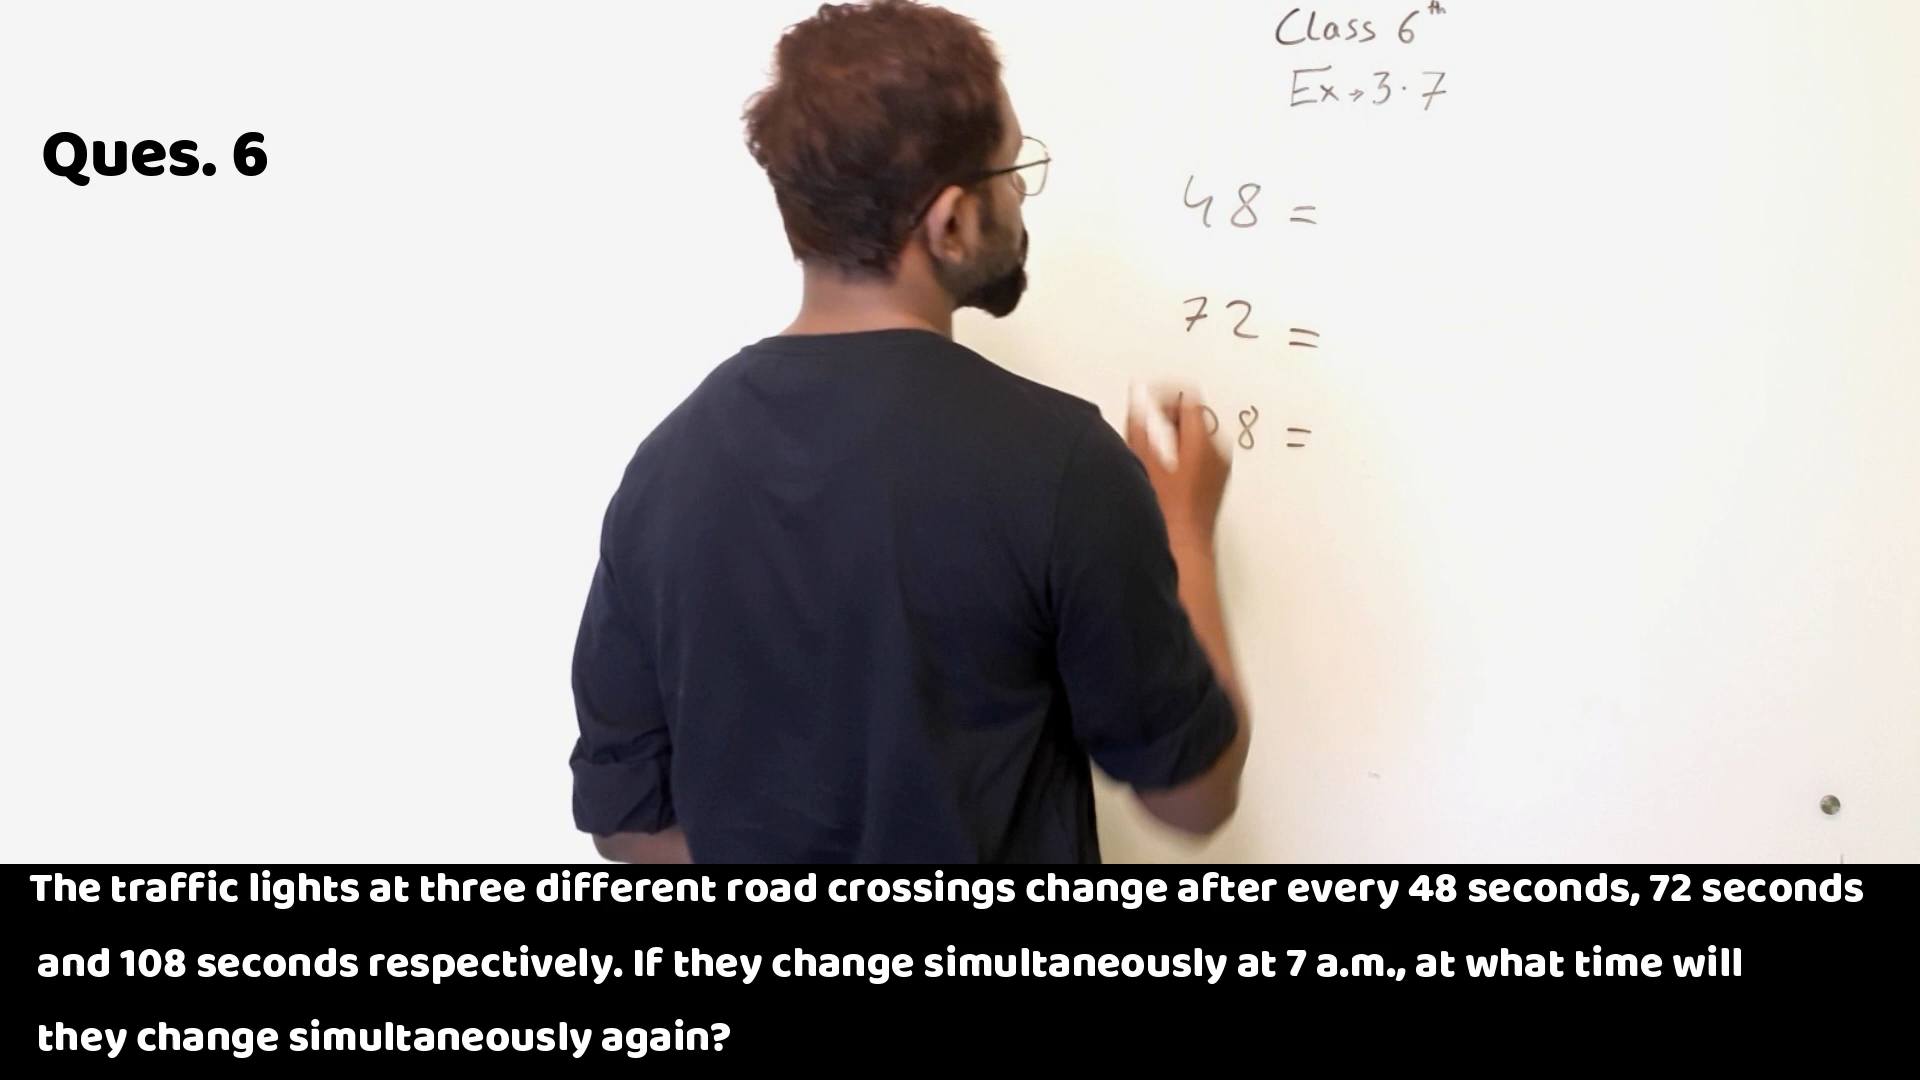 Class 6th
Ex→3.7
Ques. 6
48 =
72 =
108 =
The traffic lights at three different road crossings change after every 48 seconds, 72 seconds
and 108 seconds respectively. If they change simultaneously at 7 a.m., at what time will
they change simultaneously again?